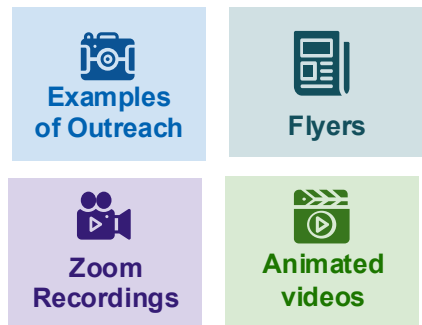 Examples
of Outreach
Flyers
Zoom
Recordings
Animated
videos